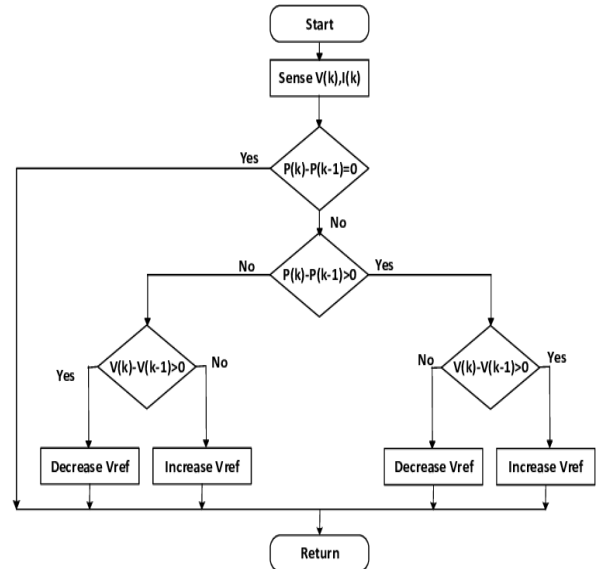 Start
Sense V(k),I(k)
Yes
P(k)-P(k-1)=0
No
No
P(k)-P(k-1)>0
Yes
Yes
V(k)-V(k-1)>0
No
No
V(k)-V(k-1)>0
Yes
Decrease Vref
Increase Vref
Decrease Vref
Increase Vref
Return